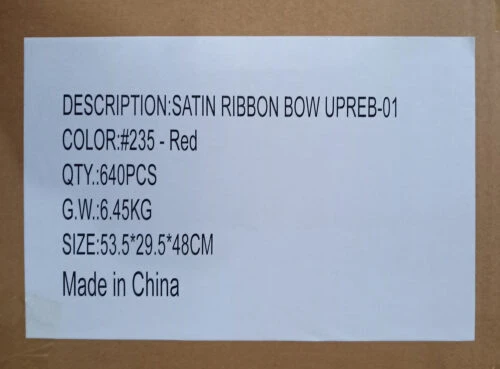 DESCRIPTION:SATIN RIBBON BOW UPREB-01
COLOR:#235 - Red
QTY.:640PCS
G.W.:6.45KG
SIZE:53.5*29.5*48CM
Made in China